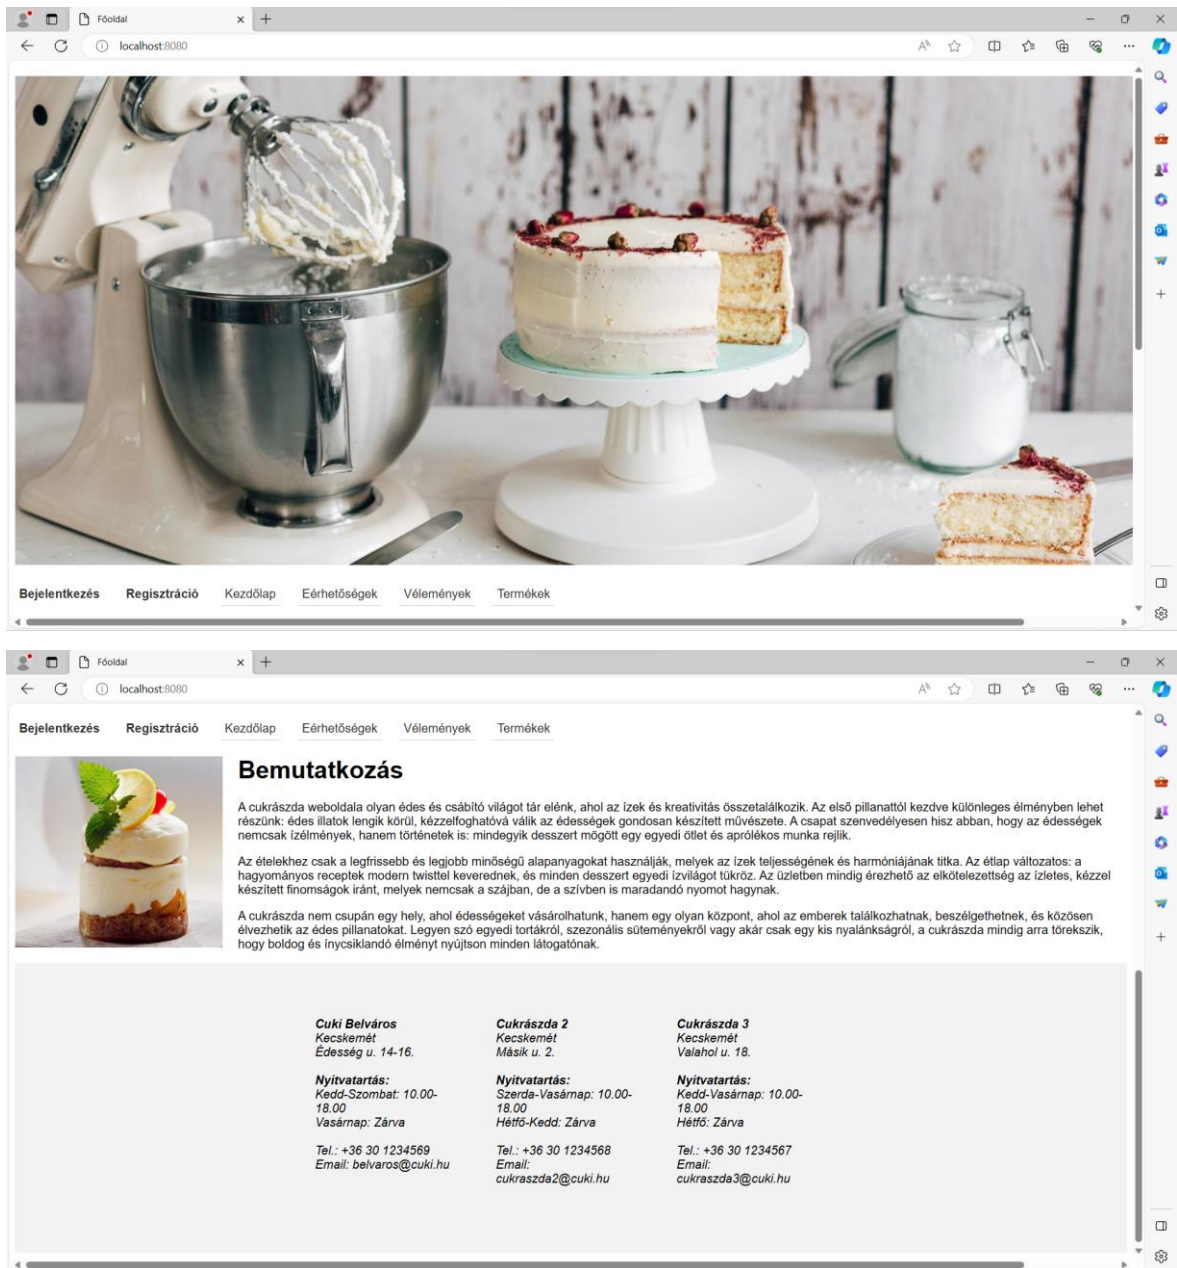 Főoldal
localhost:8080
Bejelentkezés Regisztráció Kezdőlap Eérhetőségek Vélemények Termékek
Főoldal
localhost:8080
Bejelentkezés Regisztráció Kezdőlap Eérhetőségek Vélemények Termékek
Bemutatkozás
A cukrászda weboldala olyan édes és csábító világot tár elénk, ahol az ízek és kreativitás összetalálkozik. Az első pillanattól kezdve különleges élményben lehet
részünk: édes illatok lengik körül, kézzelfoghatóvá válik az édességek gondosan készített művészete. A csapat szenvedélyesen hisz abban, hogy az édességek
nemcsak ízélmények, hanem történetek is: mindegyik desszert mögött egy egyedi ötlet és aprólékos munka rejlik.
Az ételekhez csak a legfrissebb és legjobb minőségű alapanyagokat használják, melyek az ízek teljességének és harmóniájának titka. Az étlap változatos: a
hagyományos receptek modern twisttel keverednek, és minden desszert egyedi ízvilágot tükröz. Az üzletben mindig érezhető az elkötelezettség az ízletes, kézzel
készített finomságok iránt, melyek nemcsak a szájban, de a szívben is maradandó nyomot hagynak.
A cukrászda nem csupán egy hely, ahol édességeket vásárolhatunk, hanem egy olyan központ, ahol az emberek találkozhatnak, beszélgethetnek, és közösen
élvezhetik az édes pillanatokat. Legyen szó egyedi tortákról, szezonális süteményekről vagy akár csak egy kis nyalánkságról, a cukrászda mindig arra törekszik,
hogy boldog és ínycsiklandó élményt nyújtson minden látogatónak.
Cuki Belváros
Kecskemét
Édesség u. 14-16.
Nyitvatartás:
Kedd-Szombat: 10.00-
18.00
Vasárnap: Zárva
Tel.: +36 30 1234569
Email: belvaros@cuki.hu
Cukrászda 2
Kecskemét
Másik u. 2.
Nyitvatartás:
Szerda-Vasárnap: 10.00-
18.00
Hétfő-Kedd: Zárva
Tel.: +36 30 1234568
Email:
cukraszda2@cuki.hu
Cukrászda 3
Kecskemét
Valahol u. 18.
Nyitvatartás:
Kedd-Vasárnap: 10.00-
18.00
Hétfő: Zárva
Tel.: +36 30 1234567
Email:
cukraszda3@cuki.hu